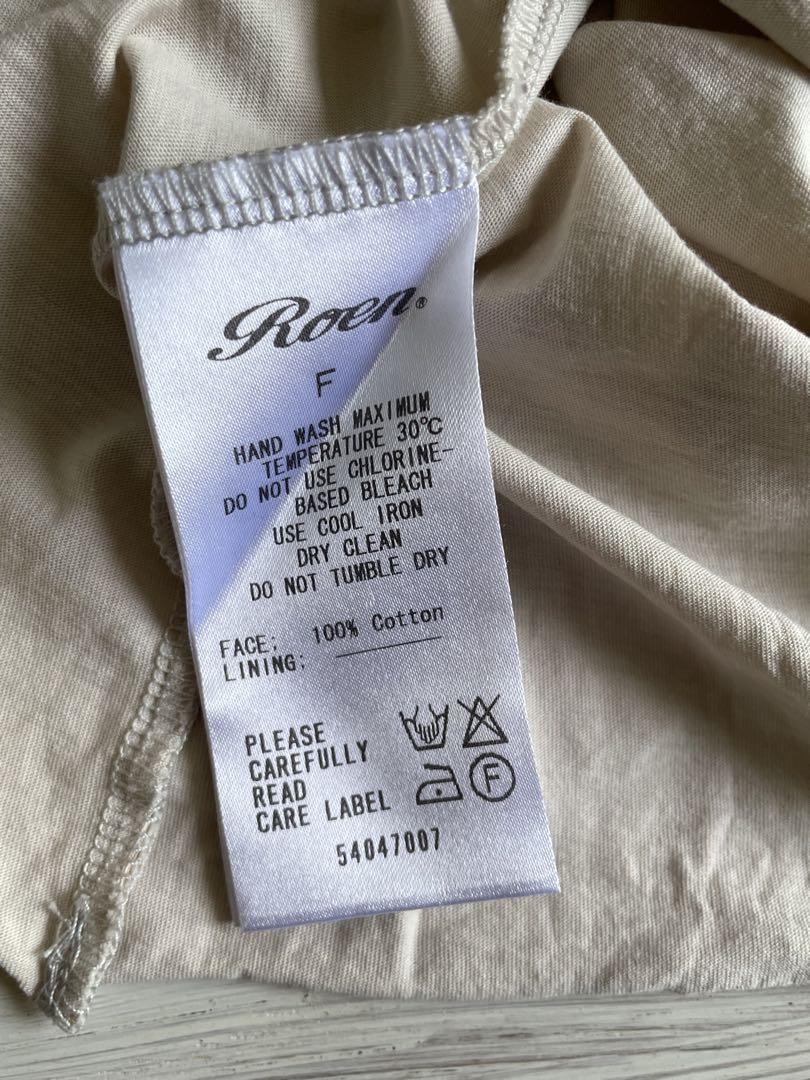 Roen®
F
HAND WASH MAXIMUM
TEMPERATURE 30℃
DO NOT USE CHLORINE-
BASED BLEACH
USE COOL IRON
DRY CLEAN
DO NOT TUMBLE DRY
FACE: 100% Cotton
LINING:
PLEASE
CAREFULLY
READ
CARE LABEL
F
54047007